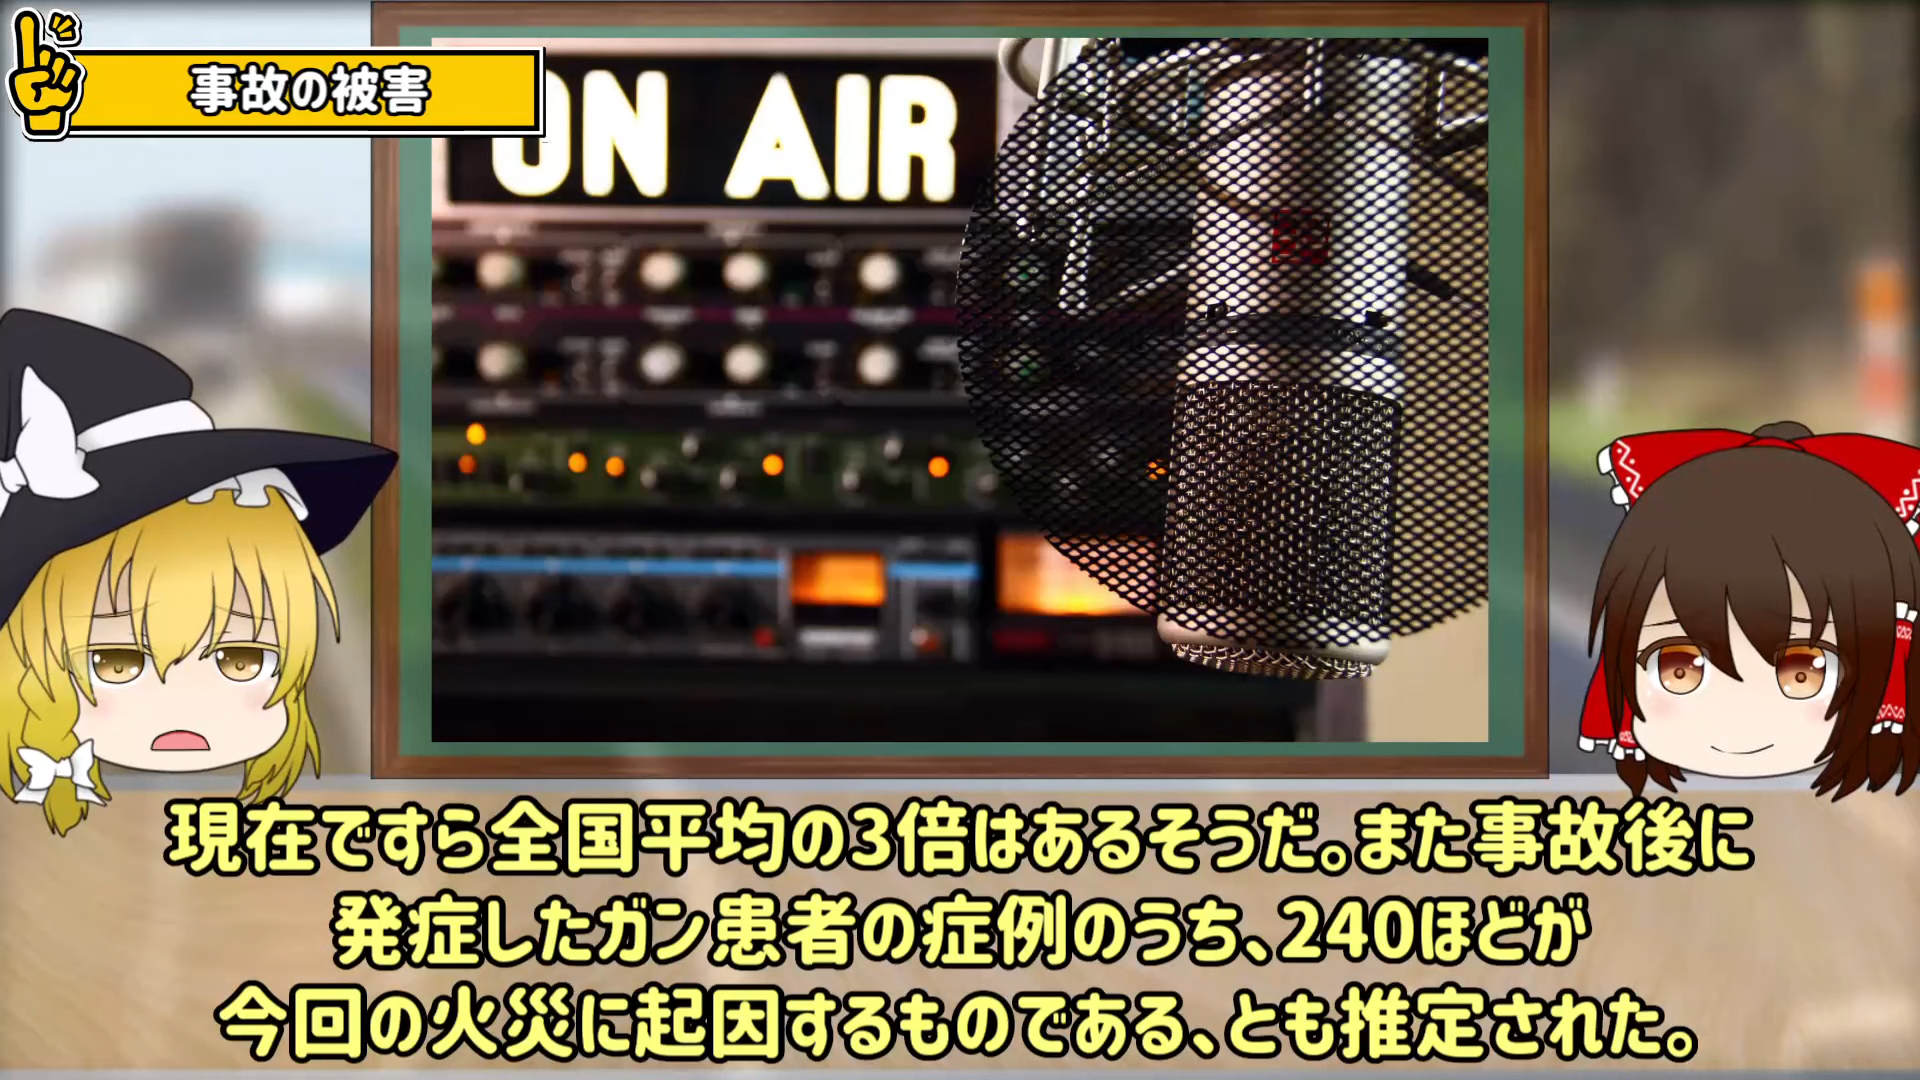 事故の被害
ON AIR
現在ですら全国平均の3倍はあるそうだ。また事故後に
発症したガン患者の症例のうち、240ほどが
今回の火災に起因するものである、とも推定された。